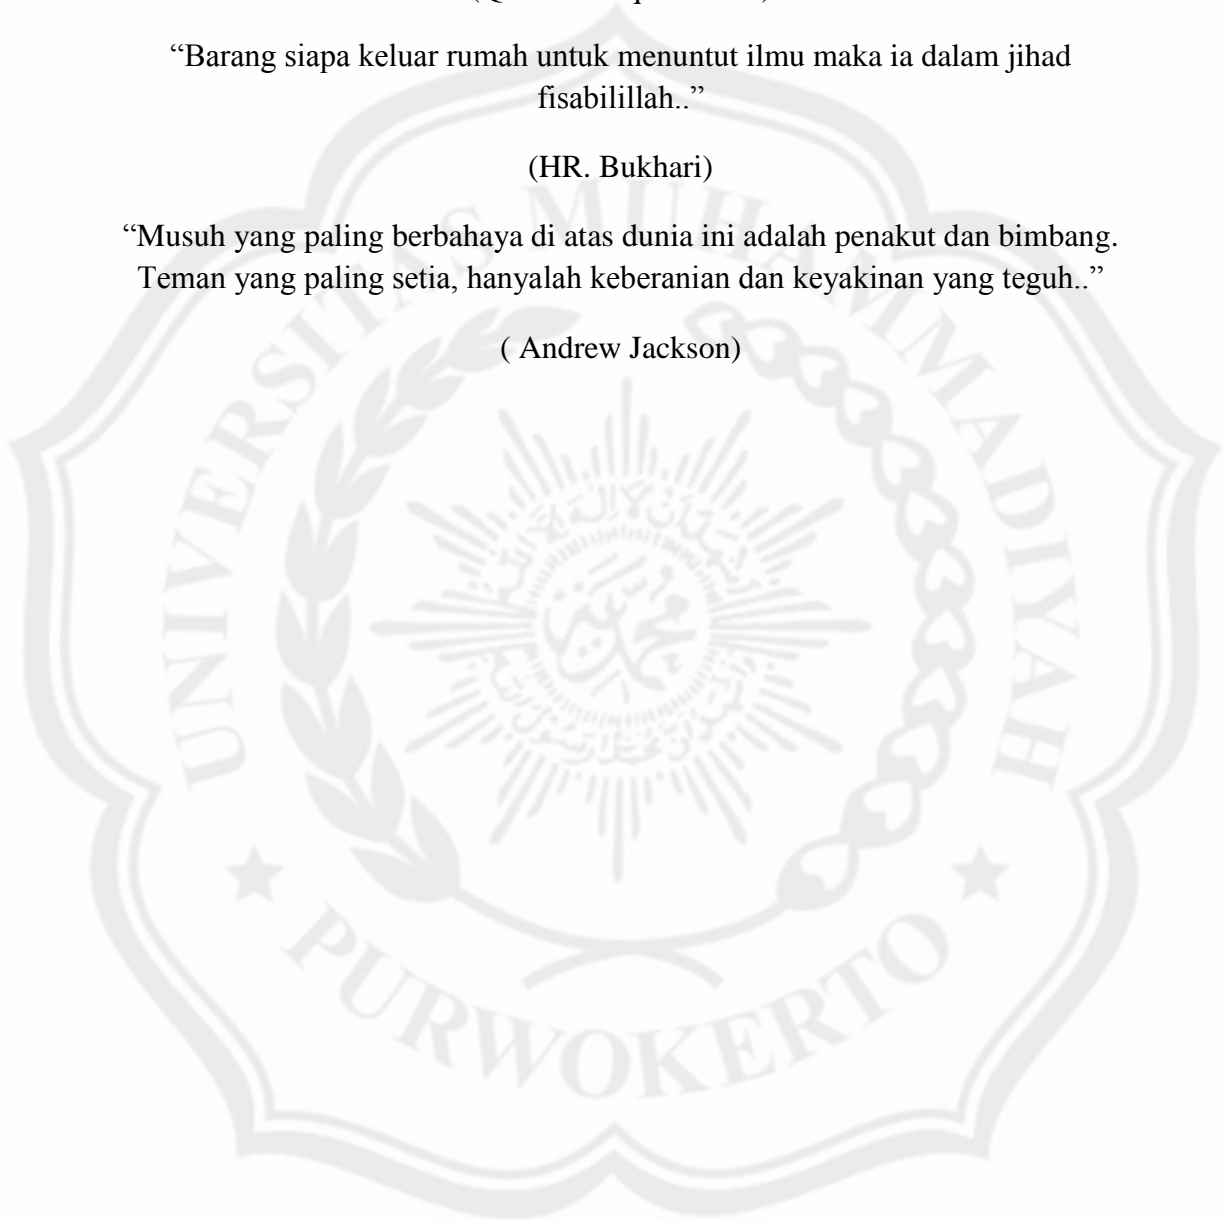 “Barang siapa keluar rumah untuk menuntut ilmu maka ia dalam jihad
fisabilillah..”
(HR. Bukhari)
“Musuh yang paling berbahaya di atas dunia ini adalah penakut dan bimbang.
Teman yang paling setia, hanyalah keberanian dan keyakinan yang teguh..”
( Andrew Jackson)
UNIVERSITAS MUHAMMADIYAH
PURWOKERTO